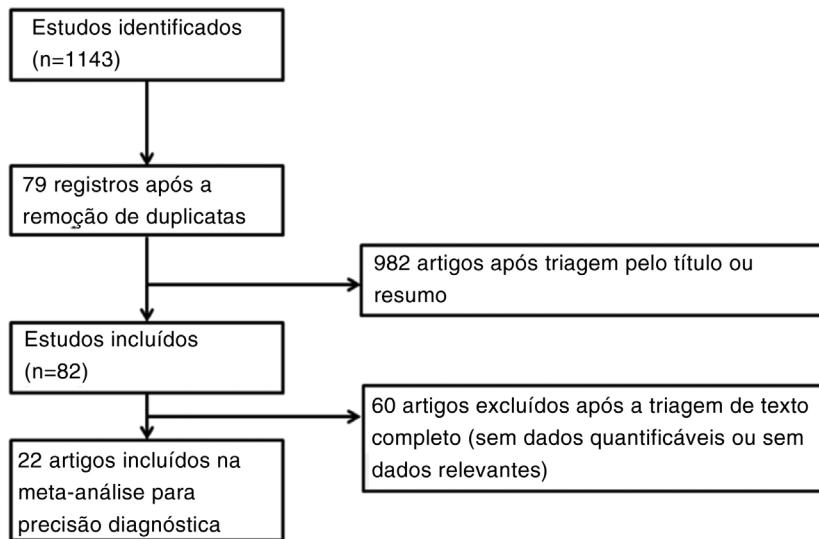 Estudos identificados
(n=1143)
79 registros após a
remoção de duplicatas
982 artigos após triagem pelo título ou
resumo
Estudos incluídos
(n=82)
60 artigos excluídos após a triagem de texto
completo (sem dados quantificáveis ou sem
dados relevantes)
22 artigos incluídos na
meta-análise para
precisão diagnóstica